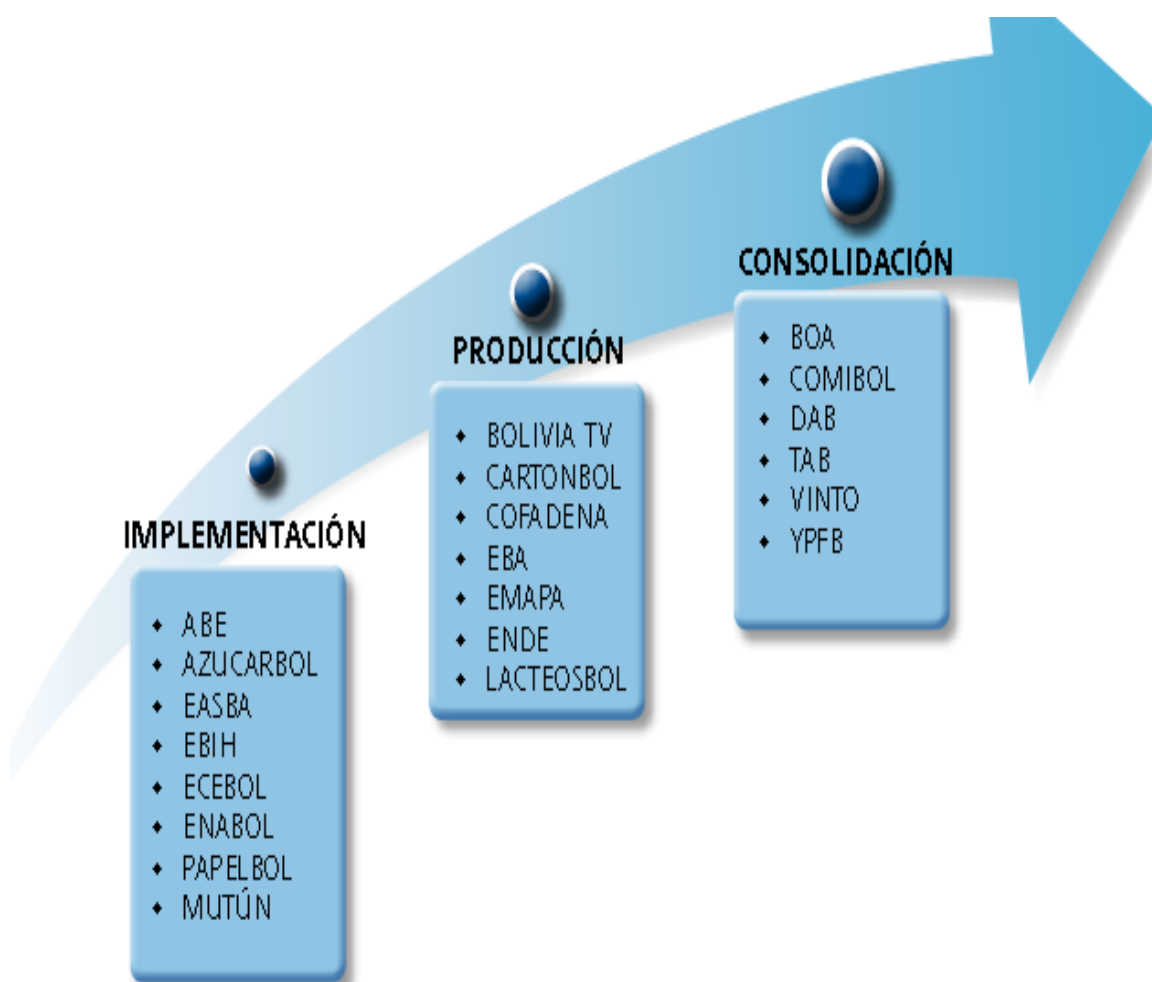 IMPLEMENTACIÓN
⬩ ABE
⬩ AZUCARBOL
⬩ EASBA
⬩ EBIH
⬩ ECEBOL
⬩ ENABOL
⬩ PAPELBOL
⬩ MUTÚN
PRODUCCIÓN
⬩ BOLIVIA TV
⬩ CARTONBOL
⬩ COFADENA
⬩ EBA
⬩ EMAPA
⬩ ENDE
⬩ LACTEOSBOL
CONSOLIDACIÓN
⬩ BOA
⬩ COMIBOL
⬩ DAB
⬩ TAB
⬩ VINTO
⬩ YPFB